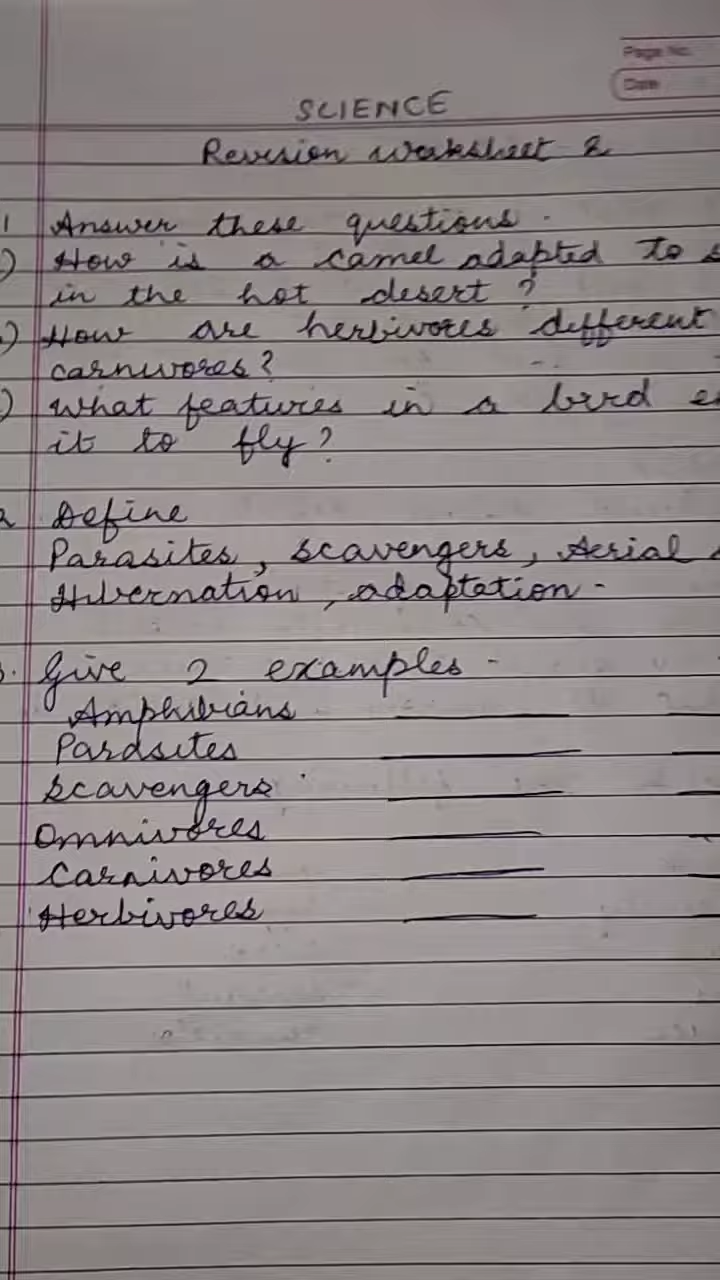 Page No.
Date
SCIENCE
Revision worksheet 2
1 Answer these questions.
) How is a camel adapted to
in the hot desert?
) How are herbivores different
carnivores?
) What features in a bird
it to fly?
2 Define
Parasites, scavengers, Aerial
Hibernation, adaptation.
3. Give 2 examples.
Amphibians
Parasites
Scavengers
Omnivores
Carnivores
Herbivores